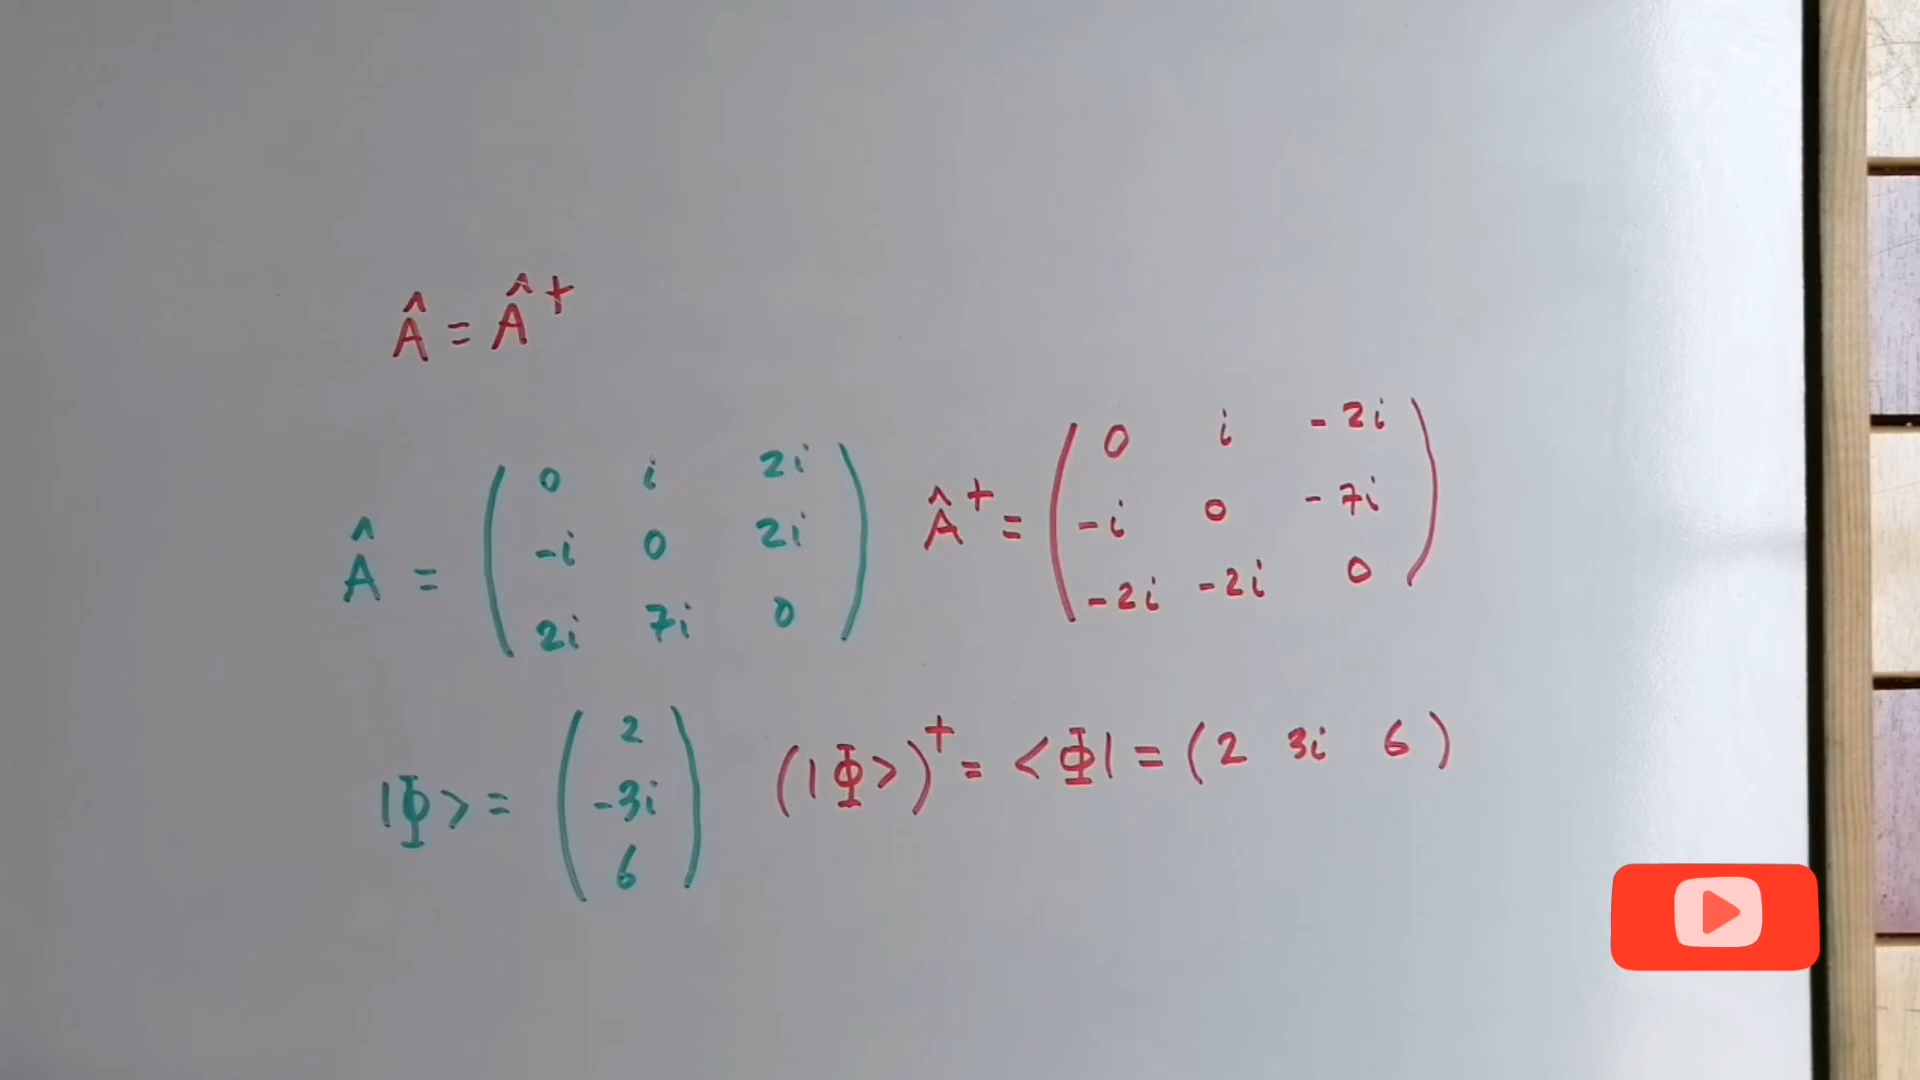 Â = Â†
Â = ( 0 i 2i
-i 0 2i
2i 7i 0 )
Â† = ( 0 i -2i
-i 0 -7i
-2i -2i 0 )
|Φ> = ( 2
-3i
6 )
(|Φ>)† = <Φ| = (2 3i 6)